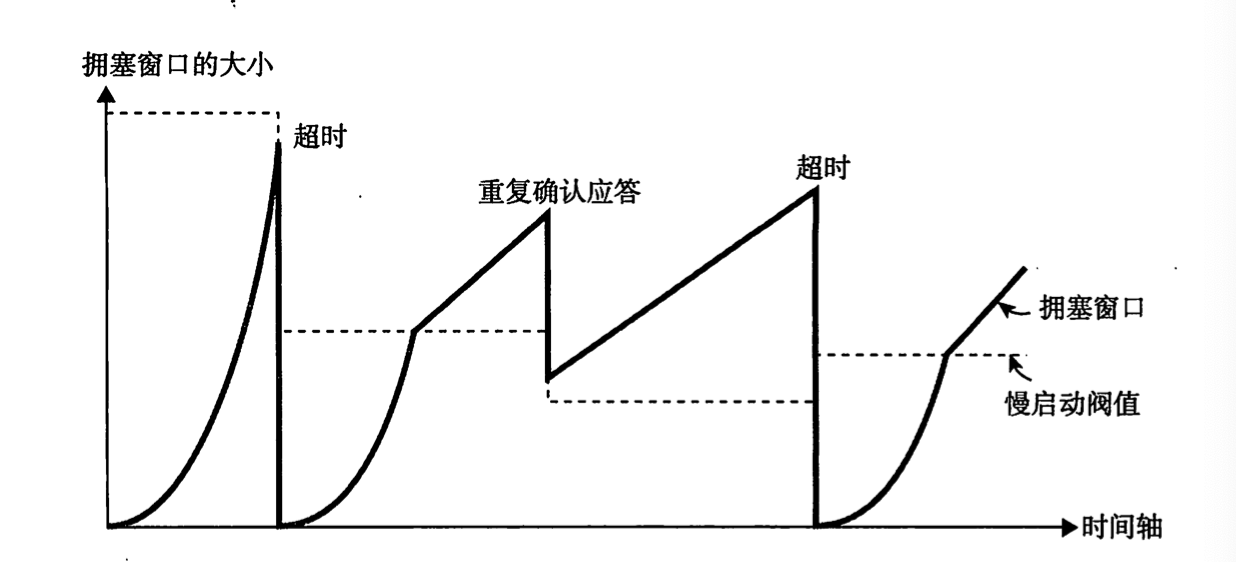 拥塞窗口的大小
超时
重复确认应答
超时
拥塞窗口
慢启动阀值
时间轴